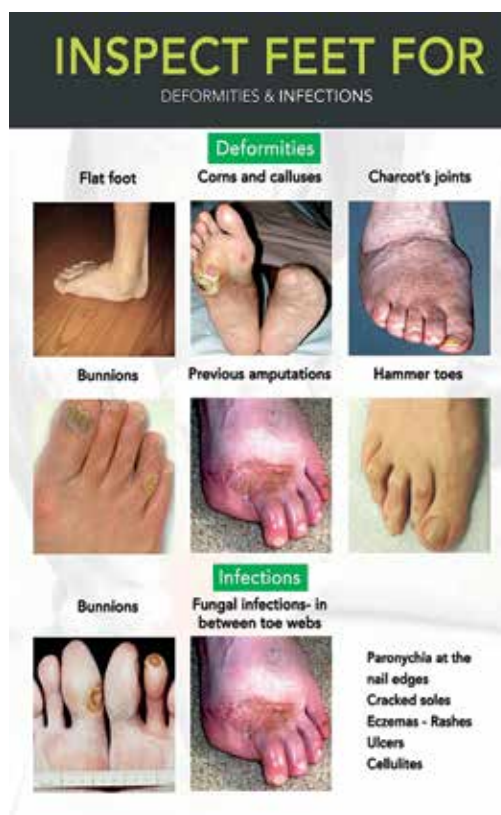 INSPECT FEET FOR
DEFORMITIES & INFECTIONS
Deformities
Flat foot
Corns and calluses
Charcot's joints
Bunnions
Previous amputations
Hammer toes
Infections
Bunnions
Fungal infections- in
between toe webs
Paronychia at the
nail edges
Cracked soles
Eczemas - Rashes
Ulcers
Cellulites